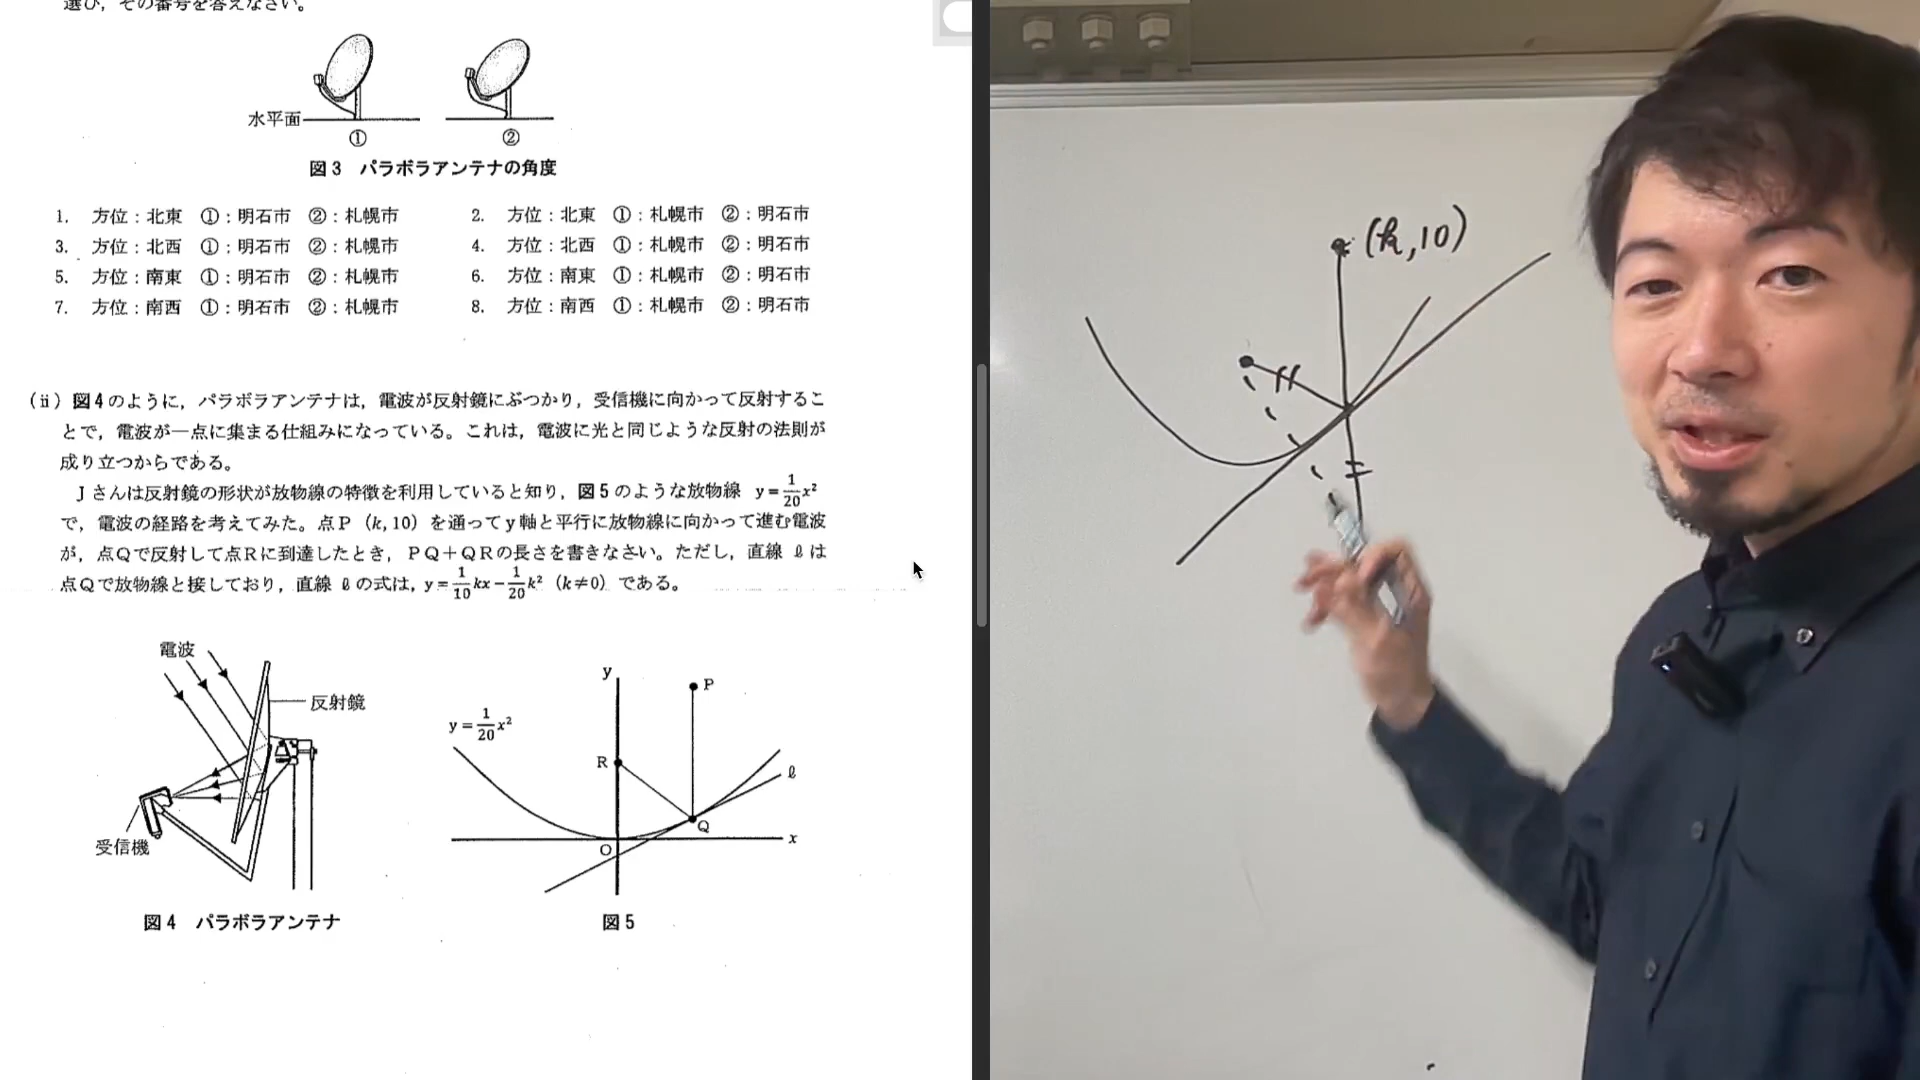 選び，その番号を答えなさい。
水平面
① ②
図3 パラボラアンテナの角度
1. 方位：北東 ①：明石市 ②：札幌市
2. 方位：北東 ①：札幌市 ②：明石市
3. 方位：北西 ①：明石市 ②：札幌市
4. 方位：北西 ①：札幌市 ②：明石市
5. 方位：南東 ①：明石市 ②：札幌市
6. 方位：南東 ①：札幌市 ②：明石市
7. 方位：南西 ①：明石市 ②：札幌市
8. 方位：南西 ①：札幌市 ②：明石市
(ii) 図4のように，パラボラアンテナは，電波が反射鏡にぶつかり，受信機に向かって反射するこ
とで，電波が一点に集まる仕組みになっている。これは，電波に光と同じような反射の法則が
成り立つからである。
Jさんは反射鏡の形状が放物線の特徴を利用していると知り，図5のような放物線 y=1/20x²
で，電波の経路を考えてみた。点P (k, 10) を通ってy軸と平行に放物線に向かって進む電波
が，点Qで反射して点Rに到達したとき，PQ＋QRの長さを書きなさい。ただし，直線ℓは
点Qで放物線と接しており，直線ℓの式は，y=1/10kx−1/20k² (k≠0) である。
電波
反射鏡
受信機
図4 パラボラアンテナ
y
P
y=1/20x²
R
ℓ
Q
x
O
図5
(k,10)